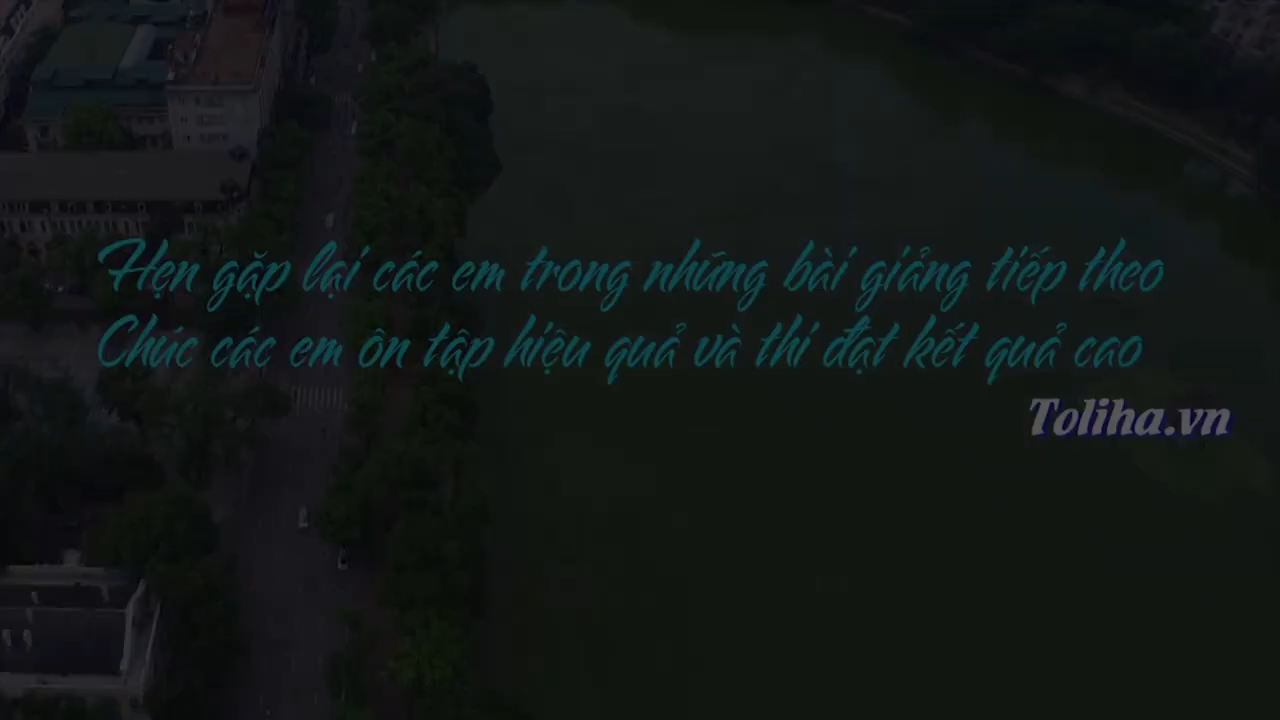 Hẹn gặp lại các em trong những bài giảng tiếp theo
Chúc các em ôn tập hiệu quả và thi đạt kết quả cao
Toliha.vn